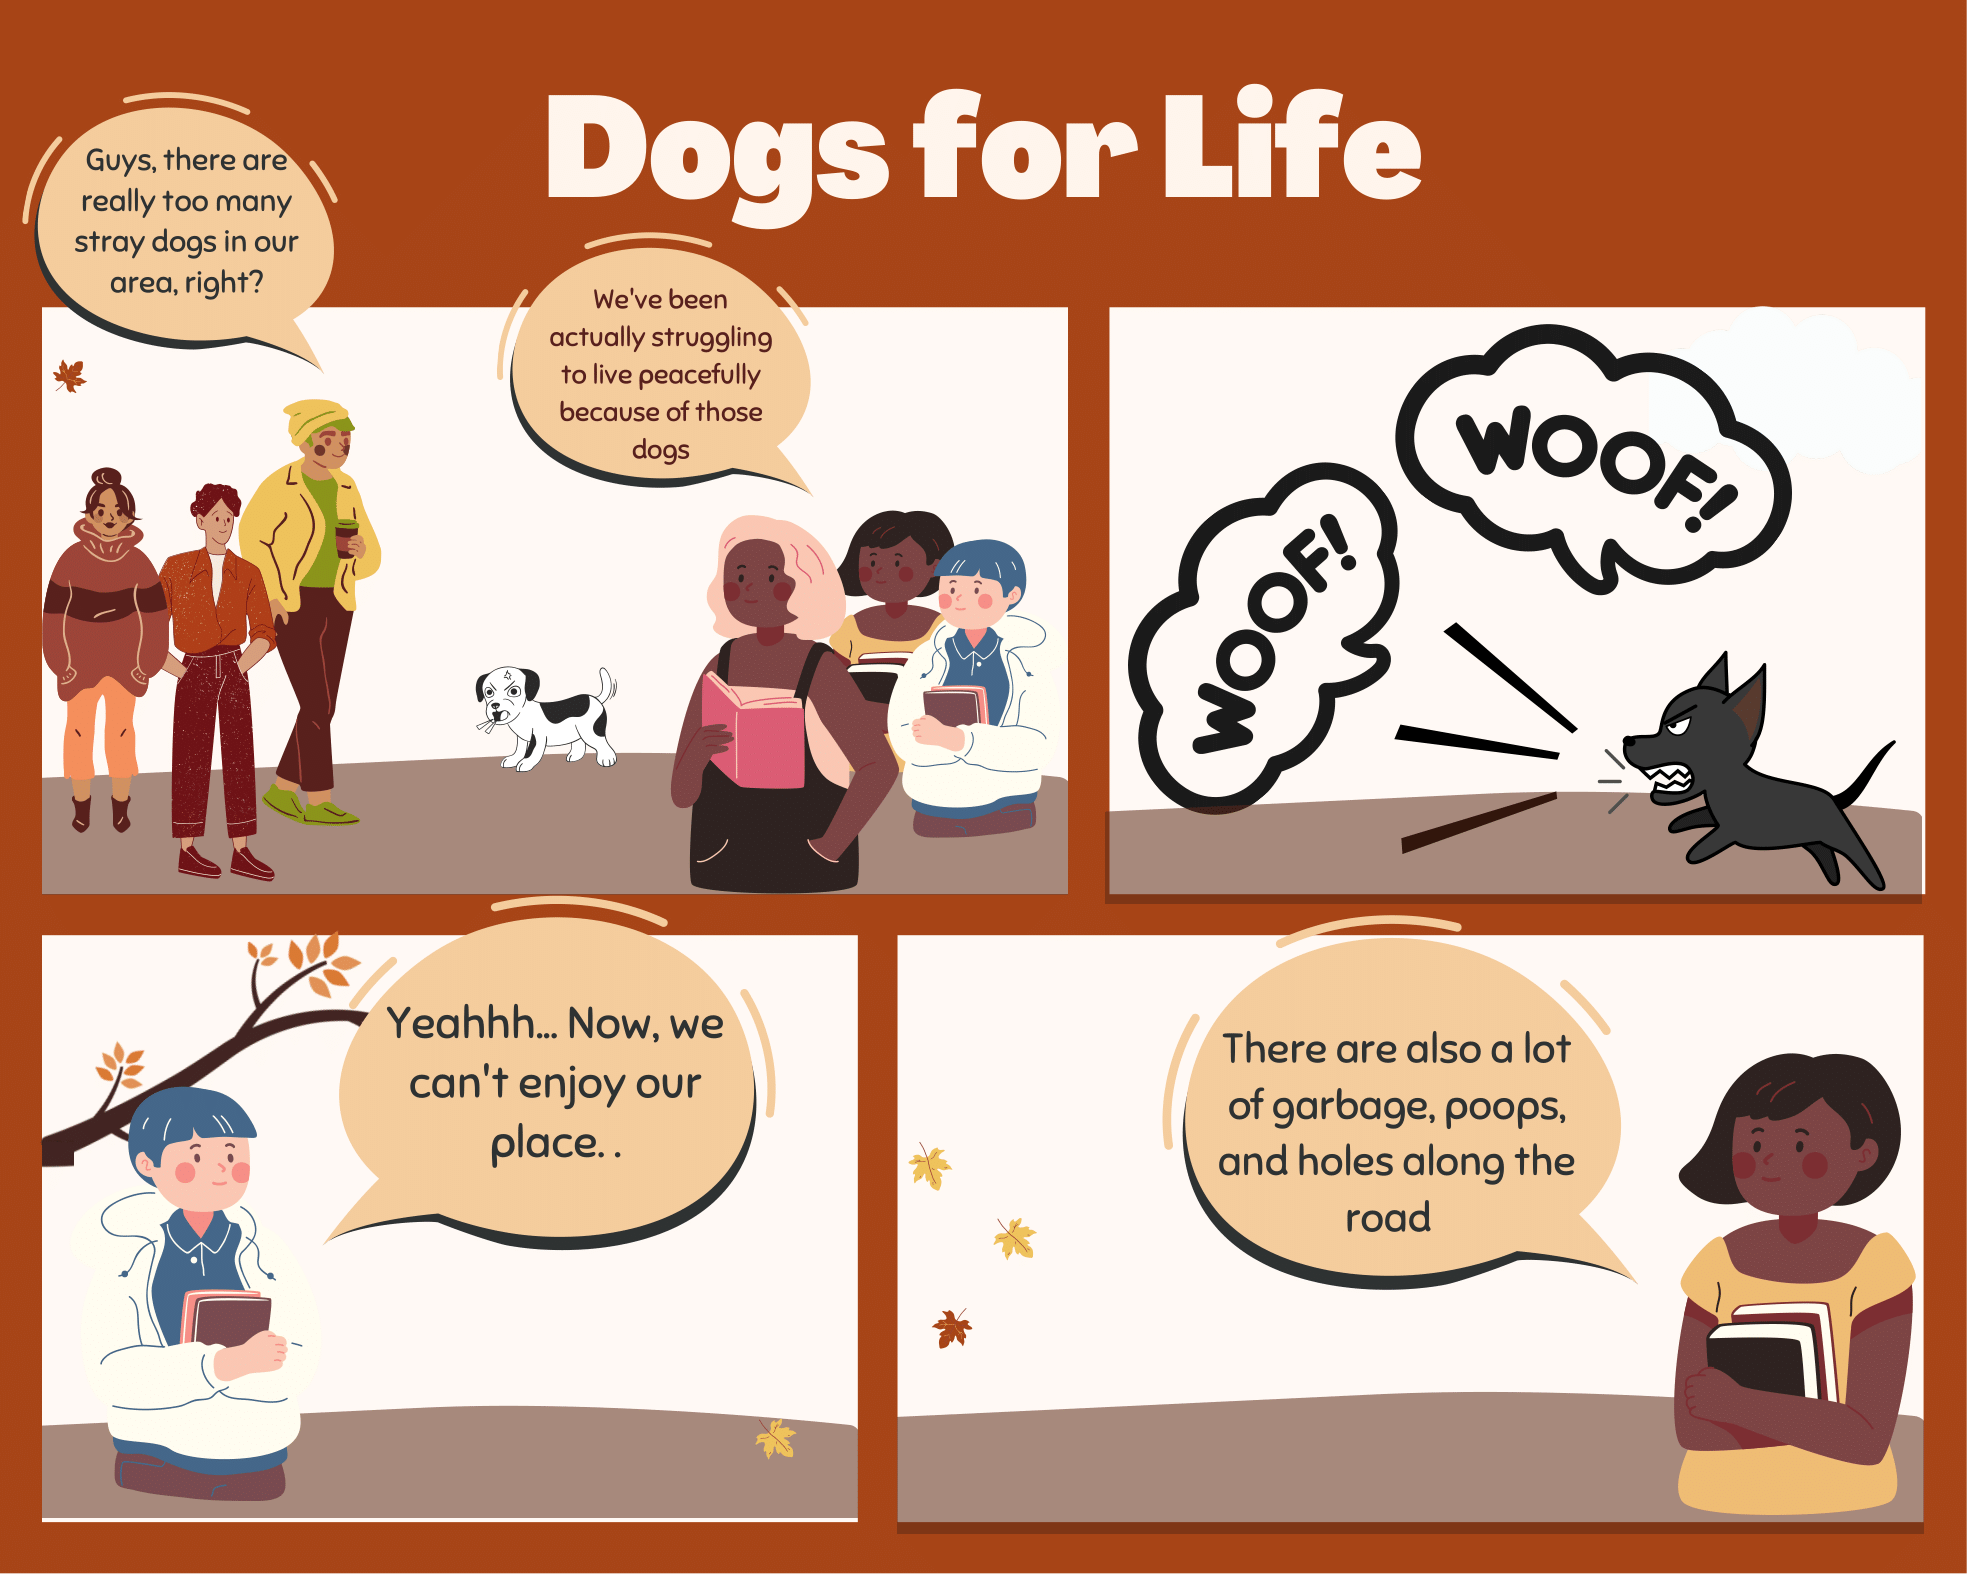 Dogs for Life
Guys, there are
really too many
stray dogs in our
area, right?
We've been
actually struggling
to live peacefully
because of those
dogs
WOOF!
WOOF!
Yeahhh... Now, we
can't enjoy our
place. .
There are also a lot
of garbage, poops,
and holes along the
road